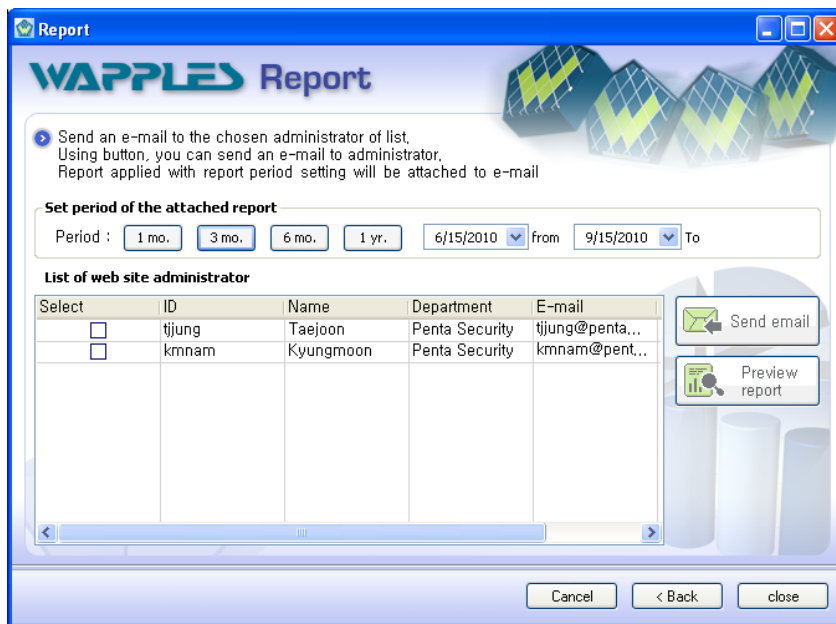 Report
WAPPLES Report
Send an e-mail to the chosen administrator of list,
Using button, you can send an e-mail to administrator,
Report applied with report period setting will be attached to e-mail
Set period of the attached report
Period : 1 mo. 3 mo. 6 mo. 1 yr. 6/15/2010 from 9/15/2010 To
List of web site administrator
Select ID Name Department E-mail
tjjung Taejoon Penta Security tjjung@penta...
kmnam Kyungmoon Penta Security kmnam@pent...
Send email
Preview
report
Cancel < Back close